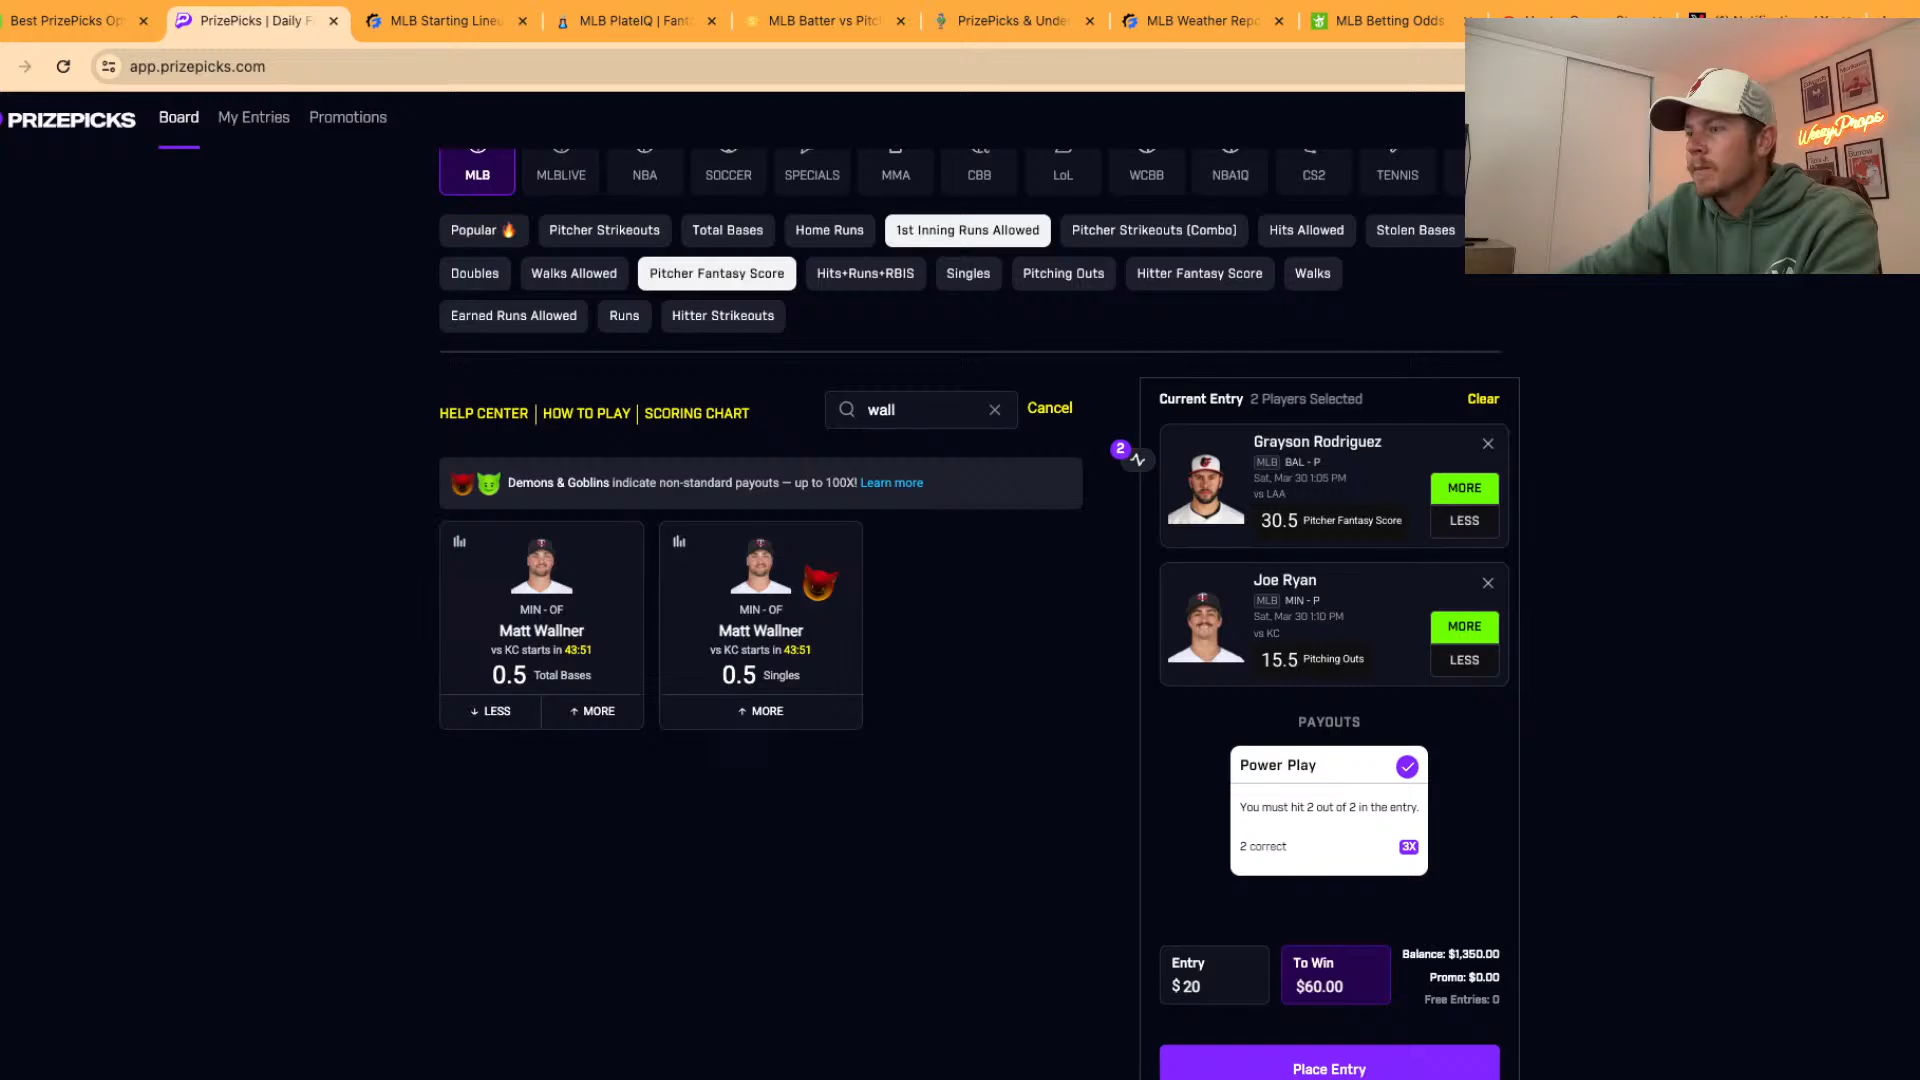 Best PrizePicks Op
PrizePicks | Daily F
MLB Starting Lineu
MLB PlateIQ | Fant
MLB Batter vs Pitc
PrizePicks & Unde
MLB Weather Repo
MLB Betting Odds
app.prizepicks.com
PRIZEPICKS
Board
My Entries
Promotions
MLB
MLBLIVE
NBA
SOCCER
SPECIALS
MMA
CBB
LoL
WCBB
NBA1Q
CS2
TENNIS
Popular
Pitcher Strikeouts
Total Bases
Home Runs
1st Inning Runs Allowed
Pitcher Strikeouts (Combo)
Hits Allowed
Stolen Bases
Doubles
Walks Allowed
Pitcher Fantasy Score
Hits+Runs+RBIS
Singles
Pitching Outs
Hitter Fantasy Score
Walks
Earned Runs Allowed
Runs
Hitter Strikeouts
HELP CENTER
HOW TO PLAY
SCORING CHART
wall
Cancel
Demons & Goblins indicate non-standard payouts — up to 100X! Learn more
MIN - OF
Matt Wallner
vs KC starts in 43:51
0.5 Total Bases
LESS
MORE
MIN - OF
Matt Wallner
vs KC starts in 43:51
0.5 Singles
MORE
Current Entry 2 Players Selected
Clear
2
Grayson Rodriguez
MLB BAL - P
Sat, Mar 30 1:05 PM
vs LAA
30.5 Pitcher Fantasy Score
MORE
LESS
Joe Ryan
MLB MIN - P
Sat, Mar 30 1:10 PM
vs KC
15.5 Pitching Outs
MORE
LESS
PAYOUTS
Power Play
You must hit 2 out of 2 in the entry.
2 correct
3X
Entry
$ 20
To Win
$60.00
Balance: $1,350.00
Promo: $0.00
Free Entries: 0
Place Entry
WeezyProps